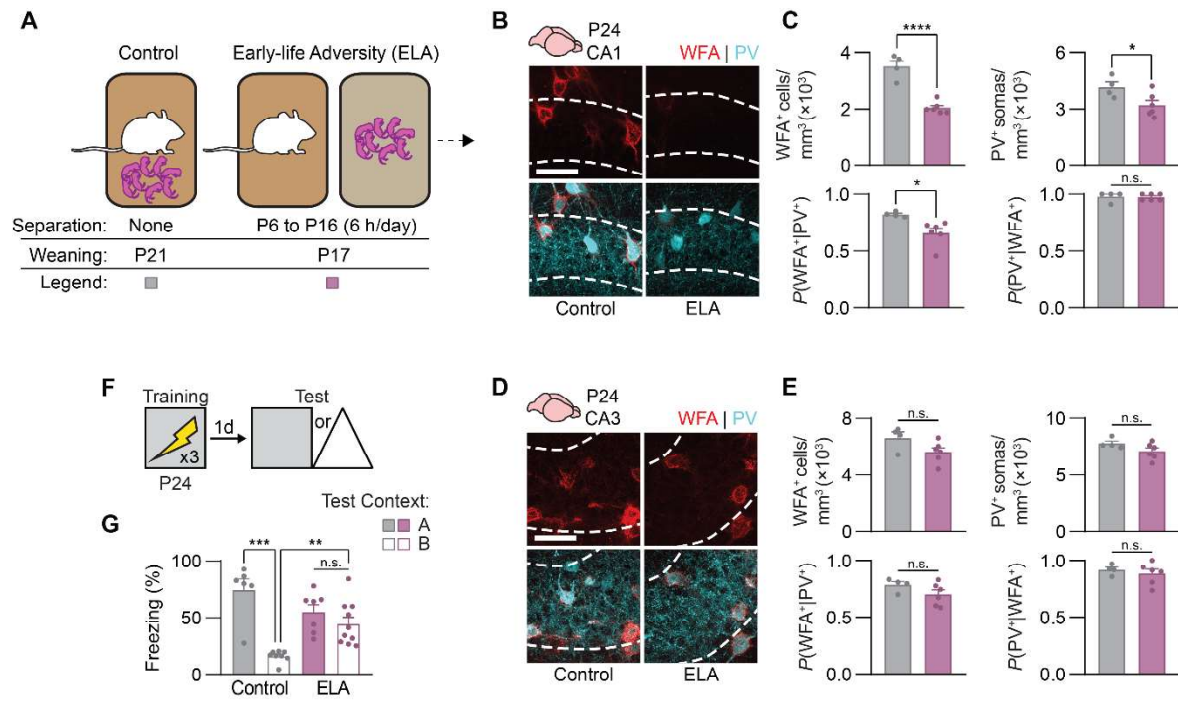 A
Control
Early-life Adversity (ELA)
Separation: None P6 to P16 (6 h/day)
Weaning: P21 P17
Legend:
B
P24
CA1
WFA | PV
Control ELA
C
WFA⁺ cells/
mm³ (×10³)
4
2
0
****
PV⁺ somas/
mm³ (×10³)
6
3
0
*
P(WFA⁺|PV⁺)
1.0
0.5
0.0
*
P(PV⁺|WFA⁺)
1.0
0.5
0.0
n.s.
F
Training Test
x3
1d
or
P24
G
Test Context:
A
B
Freezing (%)
100
50
0
***
**
n.s.
Control ELA
D
P24
CA3
WFA | PV
Control ELA
E
WFA⁺ cells/
mm³ (×10³)
8
6
2
0
n.s.
PV⁺ somas/
mm³ (×10³)
10
5
0
n.s.
P(WFA⁺|PV⁺)
1.0
0.5
0.0
n.s.
P(PV⁺|WFA⁺)
1.0
0.5
0.0
n.s.